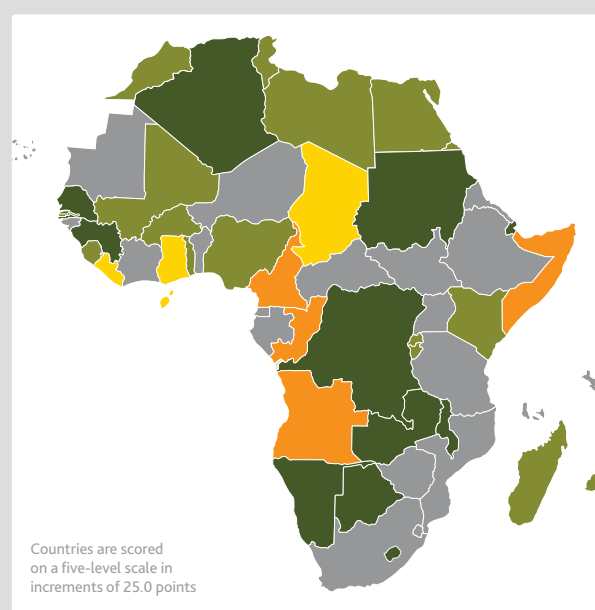 Countries are scored
on a five-level scale in
increments of 25.0 points